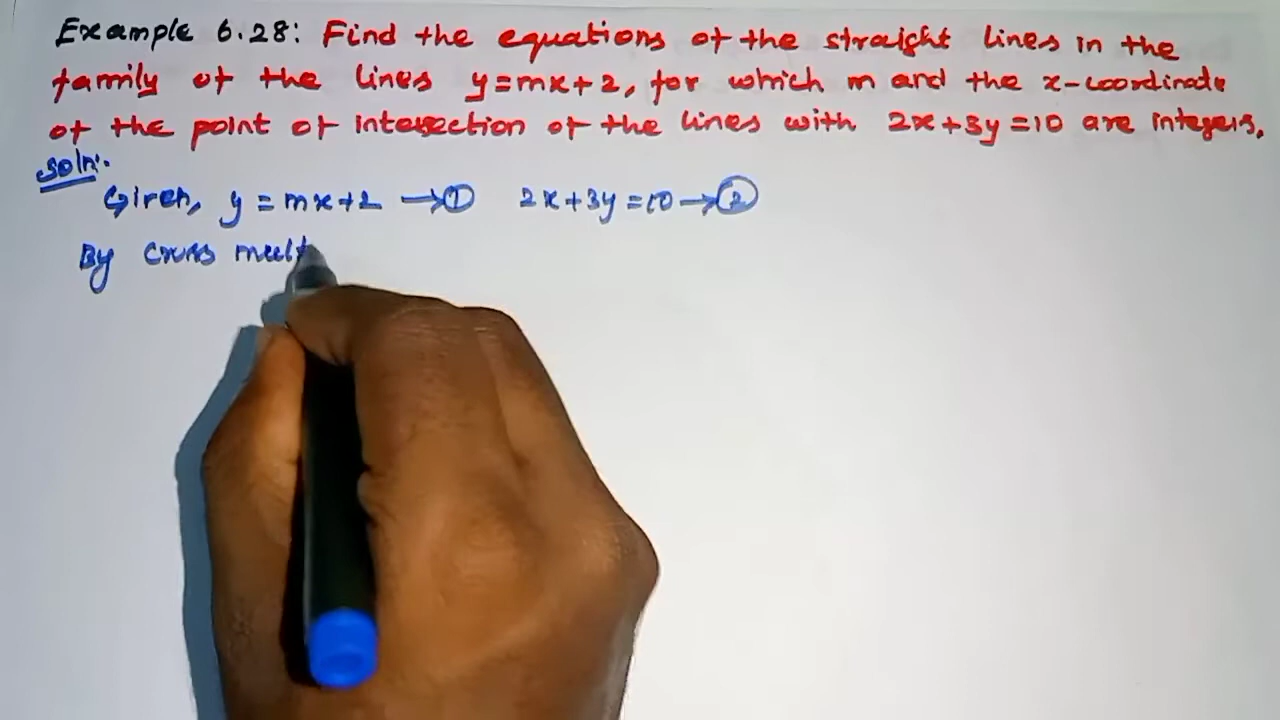 Example 6.28: Find the equations of the straight lines in the
family of the lines y=mx+2, for which m and the x-coordinate
of the point of intersection of the lines with 2x+3y=10 are integers.
Soln:
Given, y=mx+2 →① 2x+3y=10→②
By cross mult